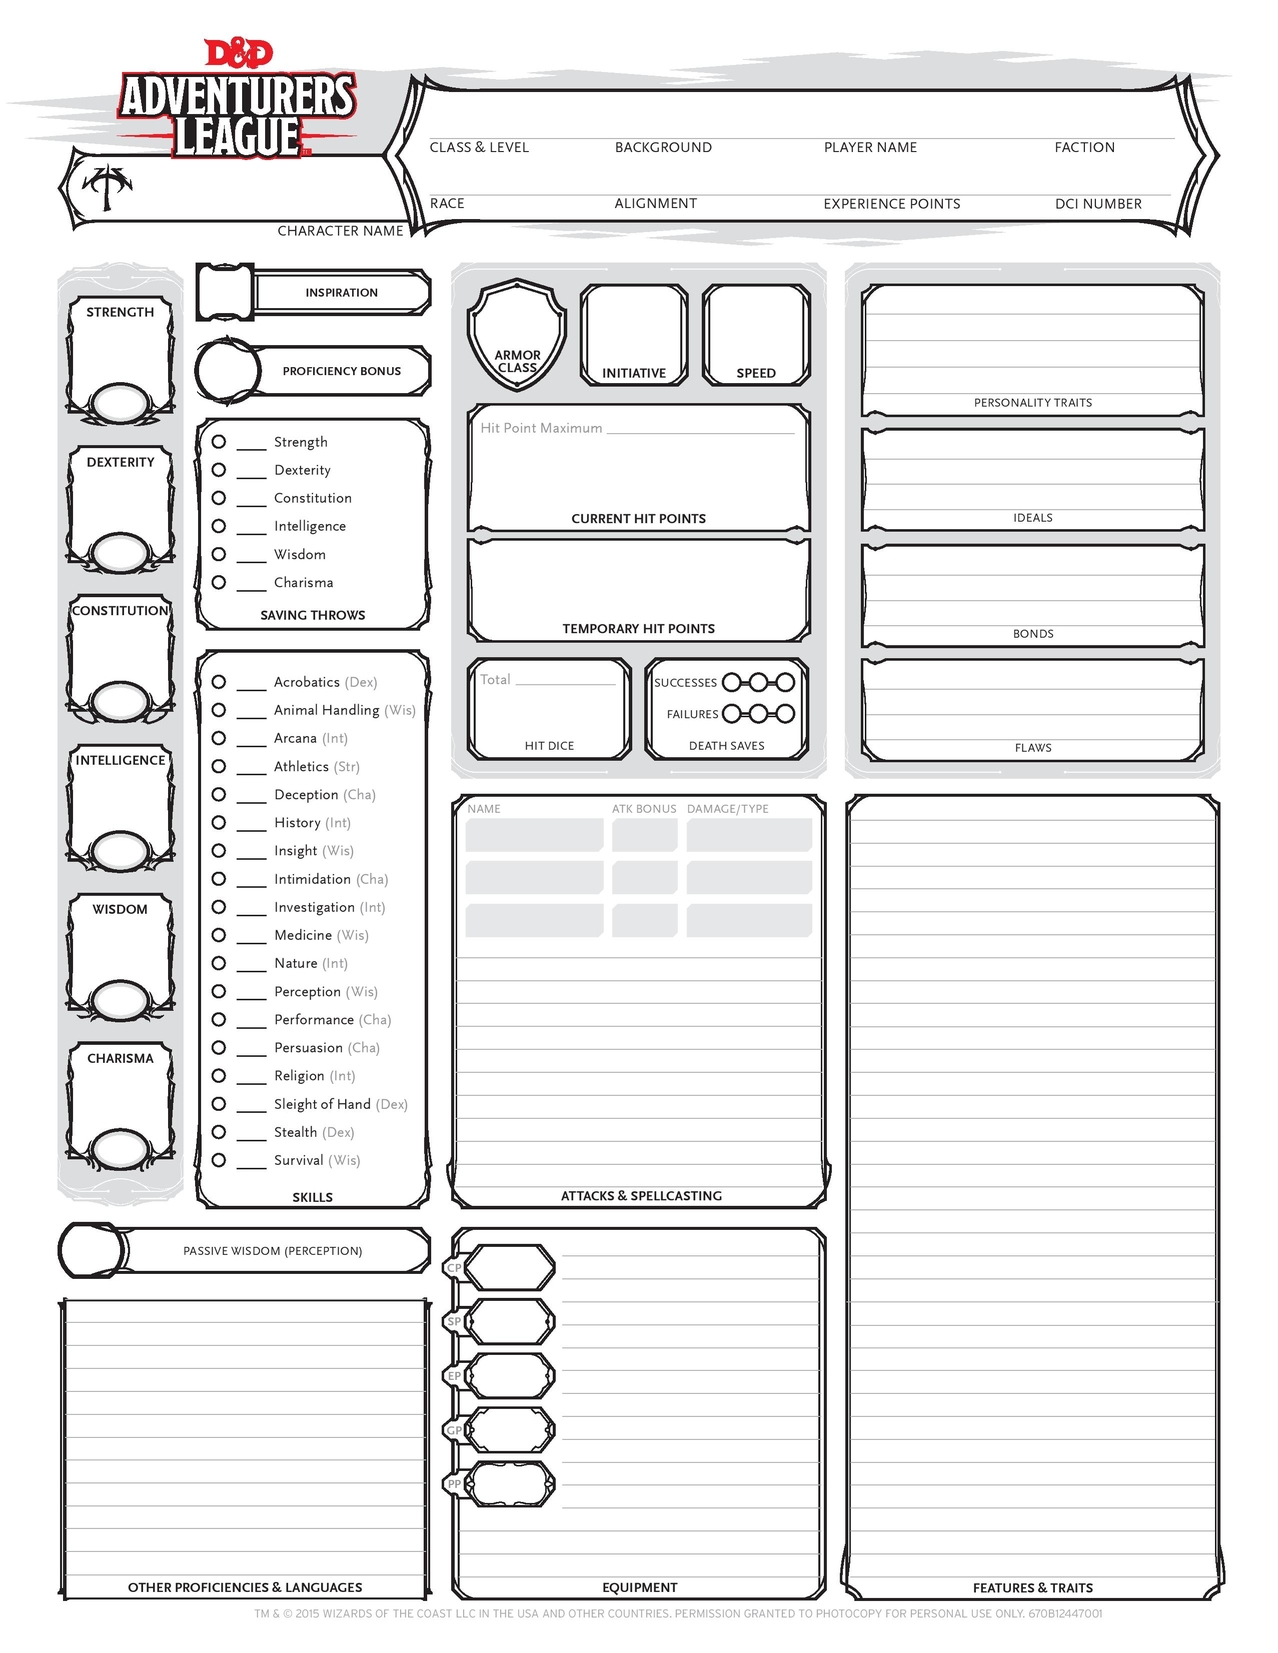 D&D
ADVENTURERS
LEAGUE
CLASS & LEVEL BACKGROUND PLAYER NAME FACTION
RACE ALIGNMENT EXPERIENCE POINTS DCI NUMBER
CHARACTER NAME
STRENGTH
DEXTERITY
CONSTITUTION
INTELLIGENCE
WISDOM
CHARISMA
INSPIRATION
PROFICIENCY BONUS
Strength
Dexterity
Constitution
Intelligence
Wisdom
Charisma
SAVING THROWS
Acrobatics (Dex)
Animal Handling (Wis)
Arcana (Int)
Athletics (Str)
Deception (Cha)
History (Int)
Insight (Wis)
Intimidation (Cha)
Investigation (Int)
Medicine (Wis)
Nature (Int)
Perception (Wis)
Performance (Cha)
Persuasion (Cha)
Religion (Int)
Sleight of Hand (Dex)
Stealth (Dex)
Survival (Wis)
SKILLS
PASSIVE WISDOM (PERCEPTION)
OTHER PROFICIENCIES & LANGUAGES
ARMOR
CLASS
INITIATIVE
SPEED
Hit Point Maximum
CURRENT HIT POINTS
TEMPORARY HIT POINTS
Total
HIT DICE
SUCCESSES
FAILURES
DEATH SAVES
NAME ATK BONUS DAMAGE/TYPE
ATTACKS & SPELLCASTING
CP
SP
EP
GP
PP
EQUIPMENT
PERSONALITY TRAITS
IDEALS
BONDS
FLAWS
FEATURES & TRAITS
TM & © 2015 WIZARDS OF THE COAST LLC IN THE USA AND OTHER COUNTRIES. PERMISSION GRANTED TO PHOTOCOPY FOR PERSONAL USE ONLY. 670B12447001